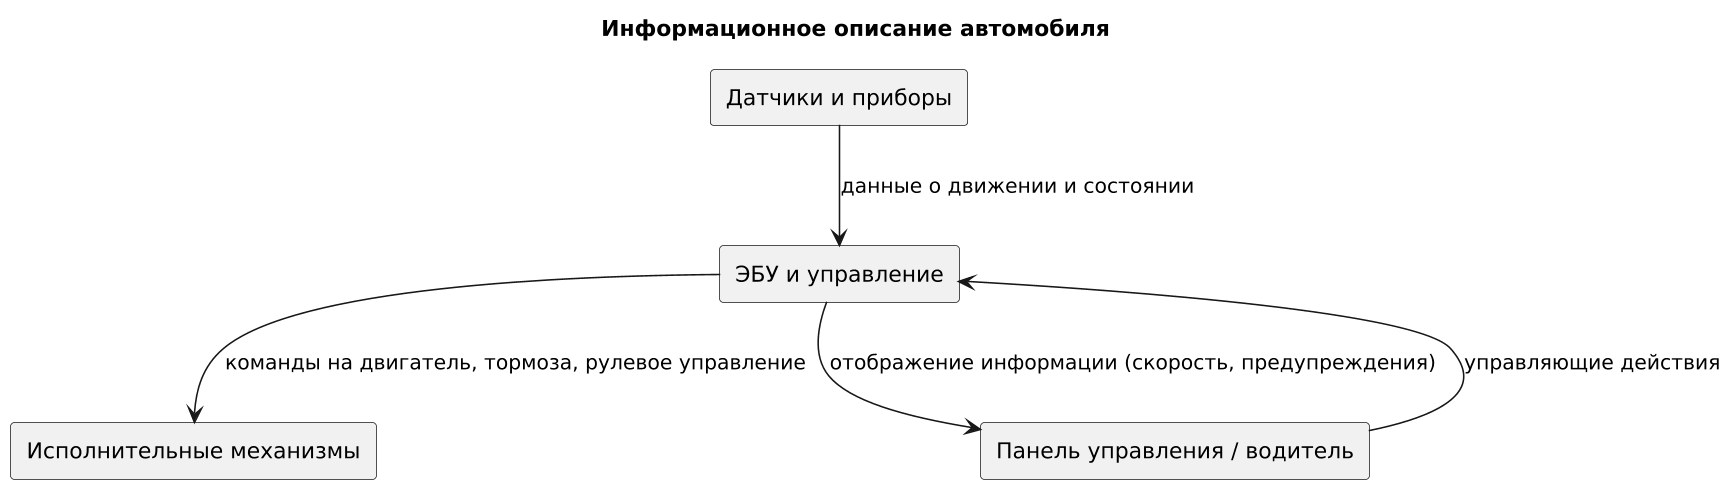 Информационное описание автомобиля
Датчики и приборы
данные о движении и состоянии
ЭБУ и управление
команды на двигатель, тормоза, рулевое управление
отображение информации (скорость, предупреждения)
управляющие действия
Исполнительные механизмы
Панель управления / водитель